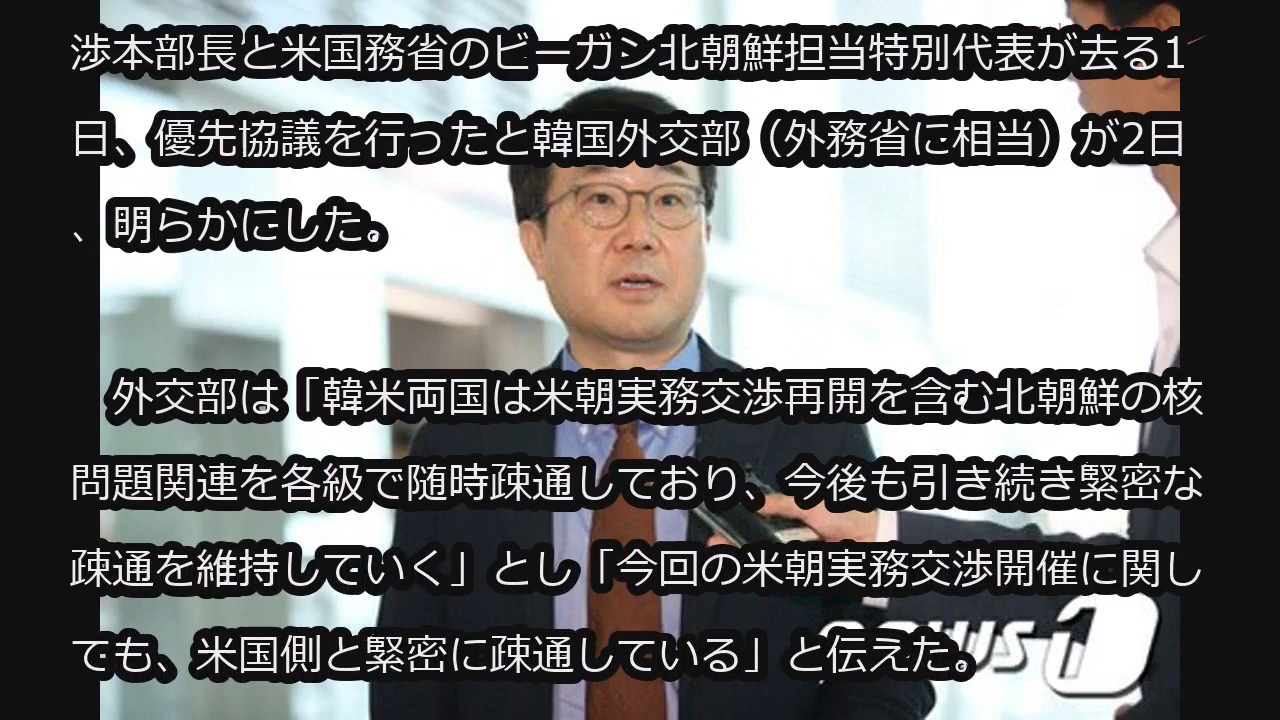 渉本部長と米国務省のビーガン北朝鮮担当特別代表が去る1
日、優先協議を行ったと韓国外交部（外務省に相当）が2日
、明らかにした。
外交部は「韓米両国は米朝実務交渉再開を含む北朝鮮の核
問題関連を各級で随時疎通しており、今後も引き続き緊密な
疎通を維持していく」とし「今回の米朝実務交渉開催に関し
ても、米国側と緊密に疎通している」と伝えた。
news1